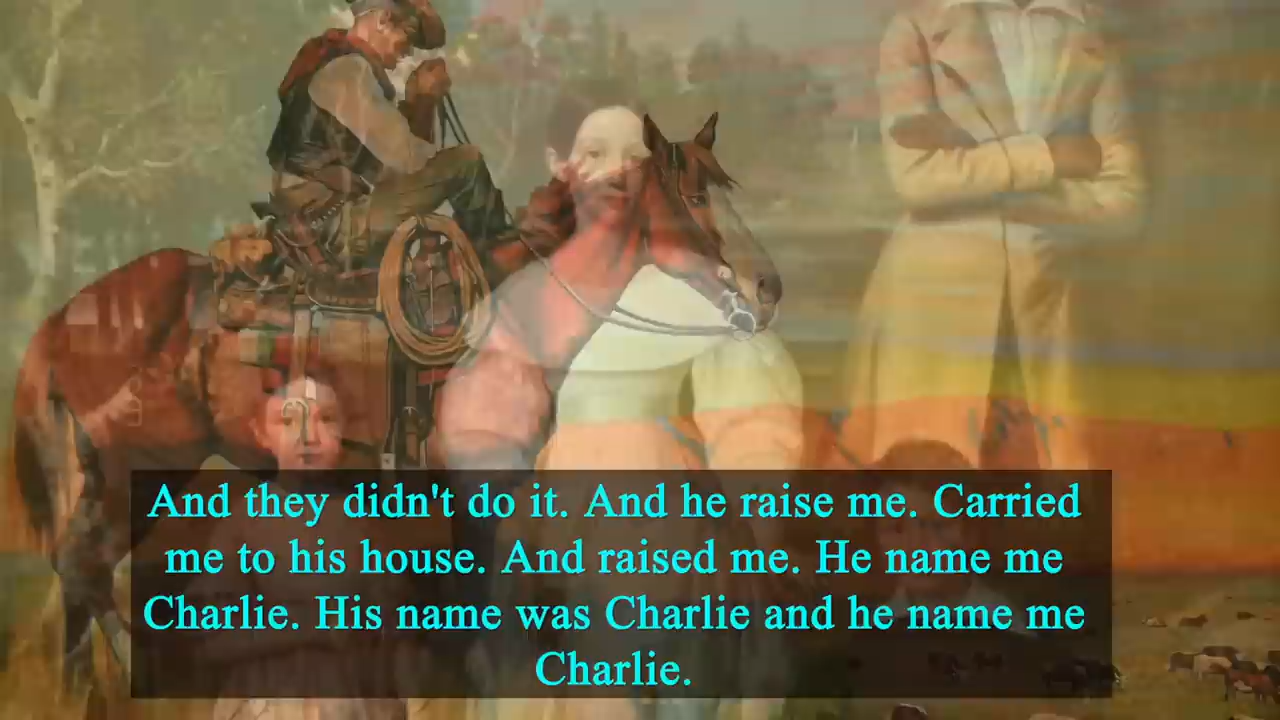 And they didn't do it. And he raise me. Carried
me to his house. And raised me. He name me
Charlie. His name was Charlie and he name me
Charlie.